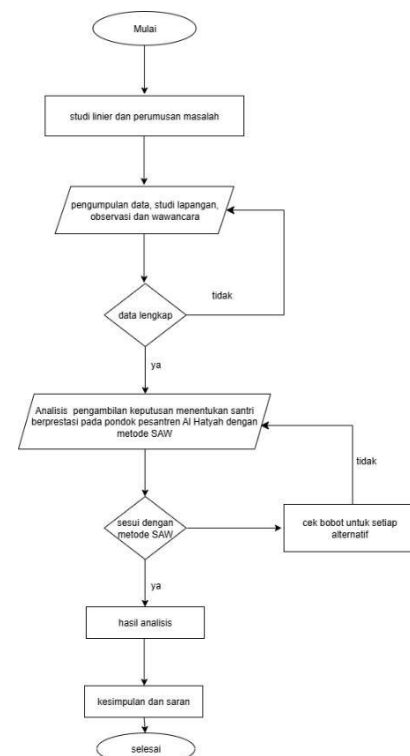 Mulai
studi linier dan perumusan masalah
pengumpulan data, studi lapangan,
observasi dan wawancara
tidak
data lengkap
ya
Analisis pengambilan keputusan menentukan santri
berprestasi pada pondok pesantren Al Hatyah dengan
metode SAW
tidak
sesui dengan
metode SAW
cek bobot untuk setiap
alternatif
ya
hasil analisis
kesimpulan dan saran
selesai